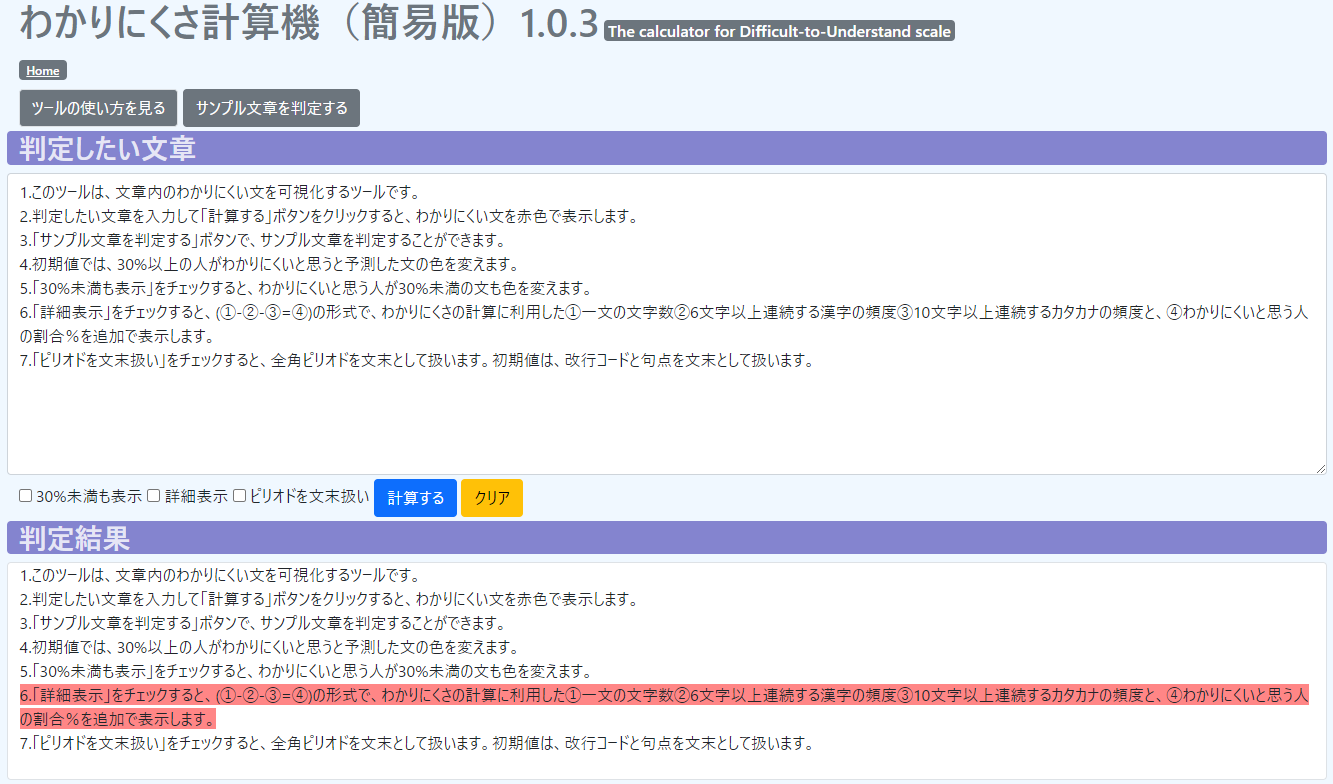 わかりにくさ計算機（簡易版）1.0.3 The calculator for Difficult-to-Understand scale
Home
ツールの使い方を見る サンプル文章を判定する
判定したい文章
1.このツールは、文章内のわかりにくい文を可視化するツールです。
2.判定したい文章を入力して｢計算する｣ボタンをクリックすると、わかりにくい文を赤色で表示します。
3.｢サンプル文章を判定する｣ボタンで、サンプル文章を判定することができます。
4.初期値では、30%以上の人がわかりにくいと思うと予測した文の色を変えます。
5.｢30%未満も表示｣をチェックすると、わかりにくいと思う人が30%未満の文も色を変えます。
6.｢詳細表示｣をチェックすると、(①-②-③=④)の形式で、わかりにくさの計算に利用した①一文の文字数②6文字以上連続する漢字の頻度③10文字以上連続するカタカナの頻度と、④わかりにくいと思う人
の割合％を追加で表示します。
7.｢ピリオドを文末扱い｣をチェックすると、全角ピリオドを文末として扱います。初期値は、改行コードと句点を文末として扱います。
30%未満も表示 詳細表示 ピリオドを文末扱い 計算する クリア
判定結果
1.このツールは、文章内のわかりにくい文を可視化するツールです。
2.判定したい文章を入力して｢計算する｣ボタンをクリックすると、わかりにくい文を赤色で表示します。
3.｢サンプル文章を判定する｣ボタンで、サンプル文章を判定することができます。
4.初期値では、30%以上の人がわかりにくいと思うと予測した文の色を変えます。
5.｢30%未満も表示｣をチェックすると、わかりにくいと思う人が30%未満の文も色を変えます。
6.｢詳細表示｣をチェックすると、(①-②-③=④)の形式で、わかりにくさの計算に利用した①一文の文字数②6文字以上連続する漢字の頻度③10文字以上連続するカタカナの頻度と、④わかりにくいと思う人
の割合％を追加で表示します。
7.｢ピリオドを文末扱い｣をチェックすると、全角ピリオドを文末として扱います。初期値は、改行コードと句点を文末として扱います。